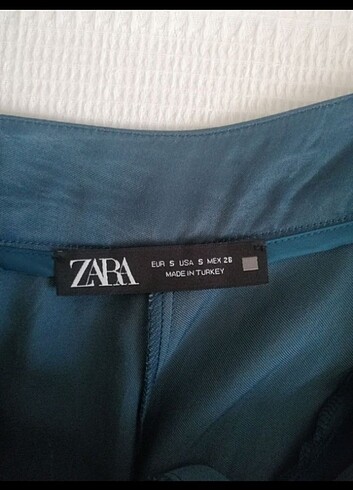 ZARA
EUR S USA S MEX 26
MADE IN TURKEY